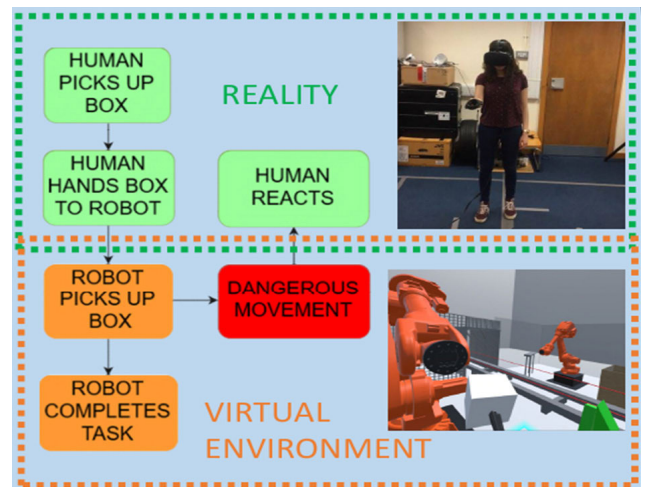 HUMAN
PICKS UP
BOX
REALITY
HUMAN
HANDS BOX
TO ROBOT
HUMAN
REACTS
ROBOT
PICKS UP
BOX
DANGEROUS
MOVEMENT
ROBOT
COMPLETES
TASK
VIRTUAL
ENVIRONMENT